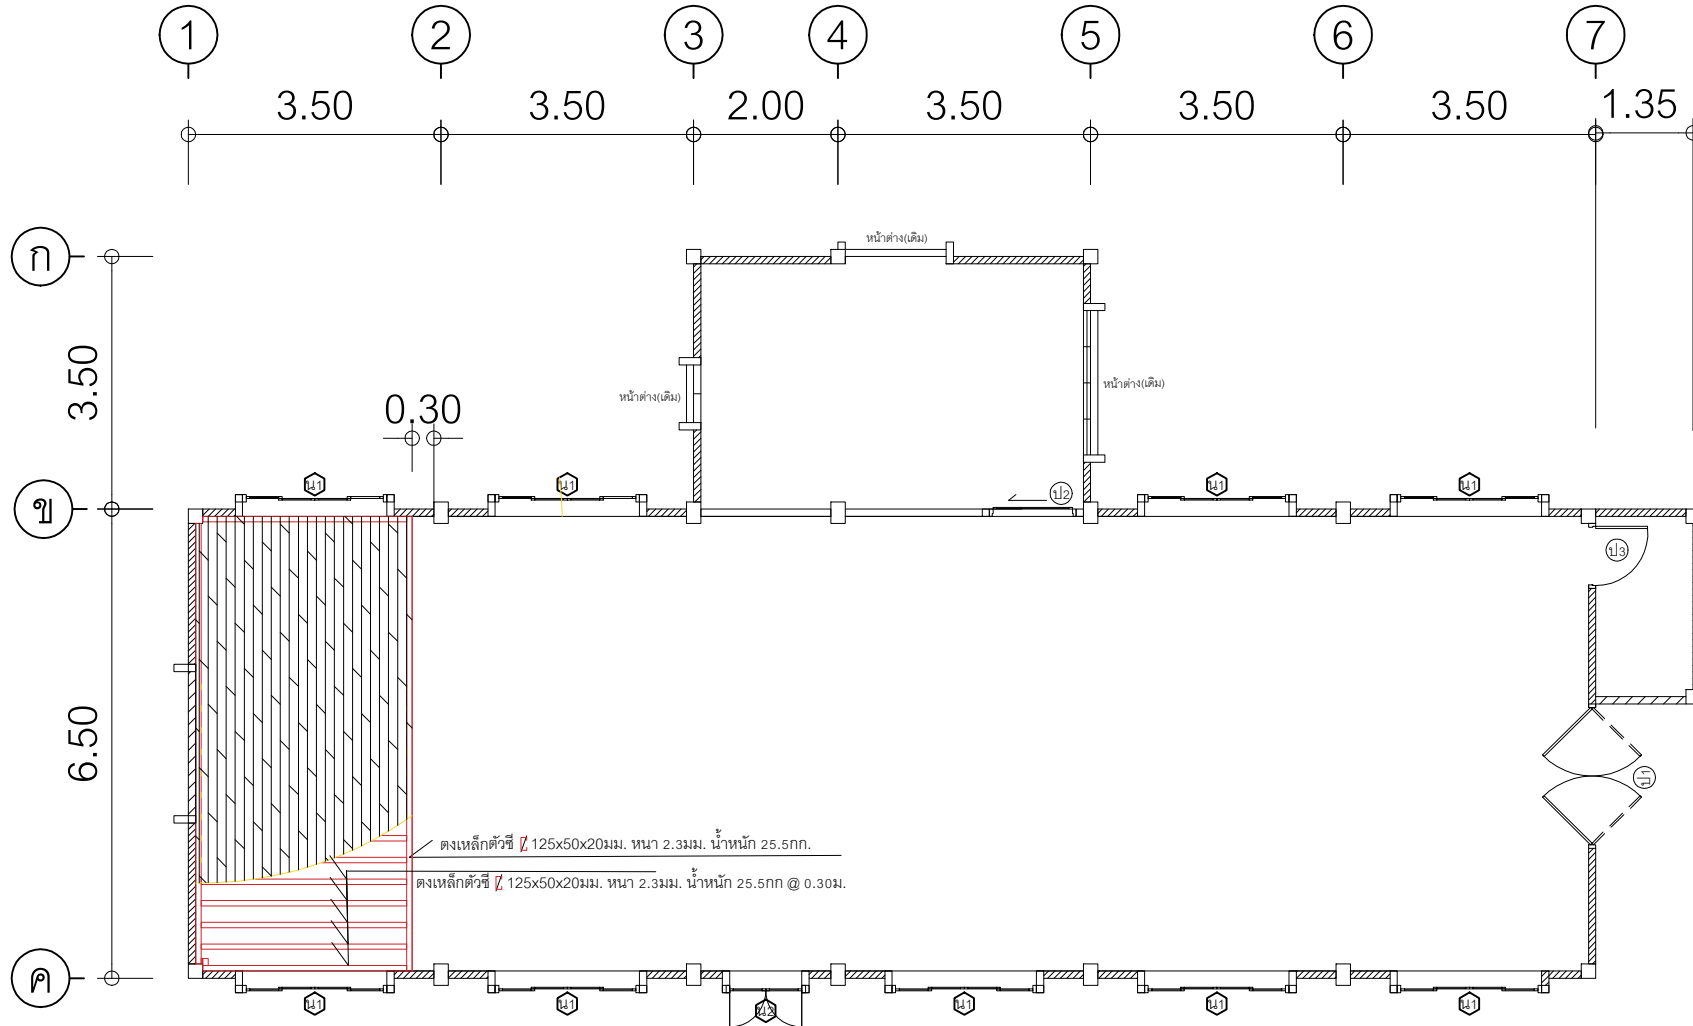 1 2 3 4 5 6 7
3.50 3.50 2.00 3.50 3.50 3.50 1.35
ก
หน้าต่าง(เดิม)
3.50
หน้าต่าง(เดิม)
หน้าต่าง(เดิม)
0.30
น1 น1 น1 น1
ข
ป2
ป3
6.50
ป1
ตงเหล็กตัวซี 125x50x20มม. หนา 2.3มม. น้ำหนัก 25.5กก.
ตงเหล็กตัวซี 125x50x20มม. หนา 2.3มม. น้ำหนัก 25.5กก @ 0.30ม.
ค
น1 น1 น2 น1 น1 น1